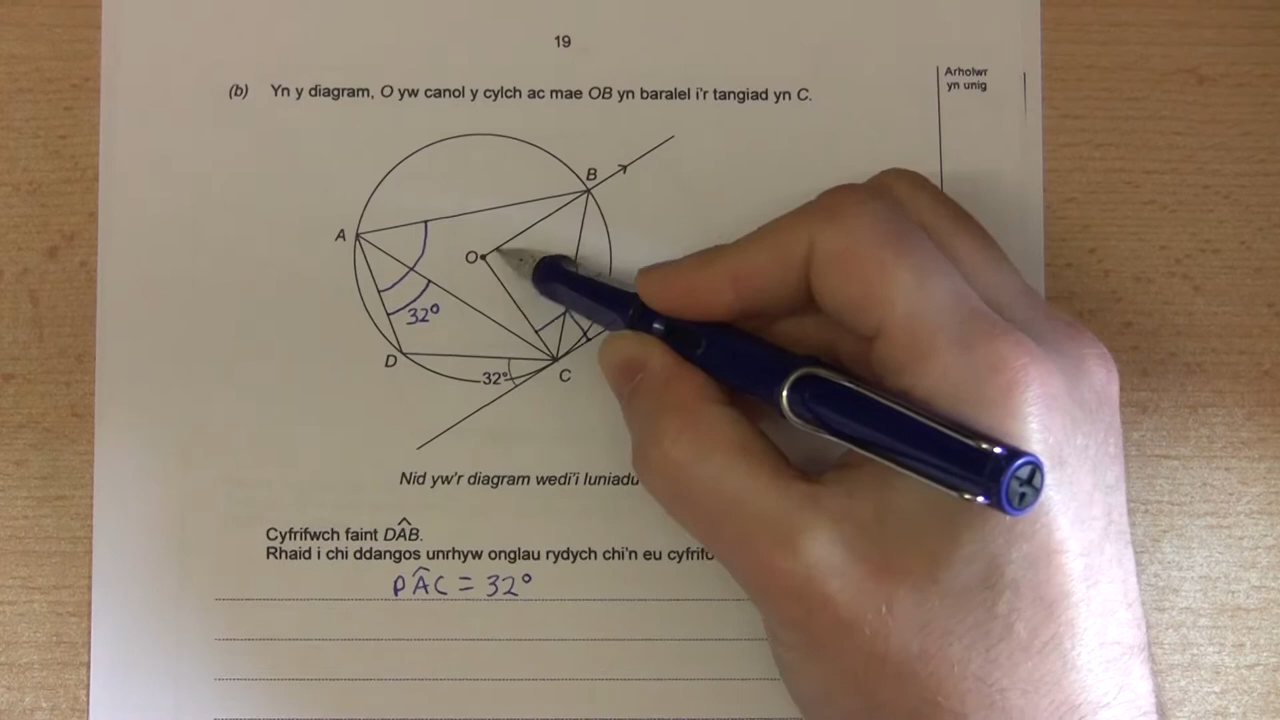 19
Arholwr
yn unig
(b) Yn y diagram, O yw canol y cylch ac mae OB yn baralel i'r tangiad yn C.
B
A
O
32°
D
32°
C
Nid yw'r diagram wedi'i luniadu
Cyfrifwch faint DÂB.
Rhaid i chi ddangos unrhyw onglau rydych chi'n eu
DÂC = 32°